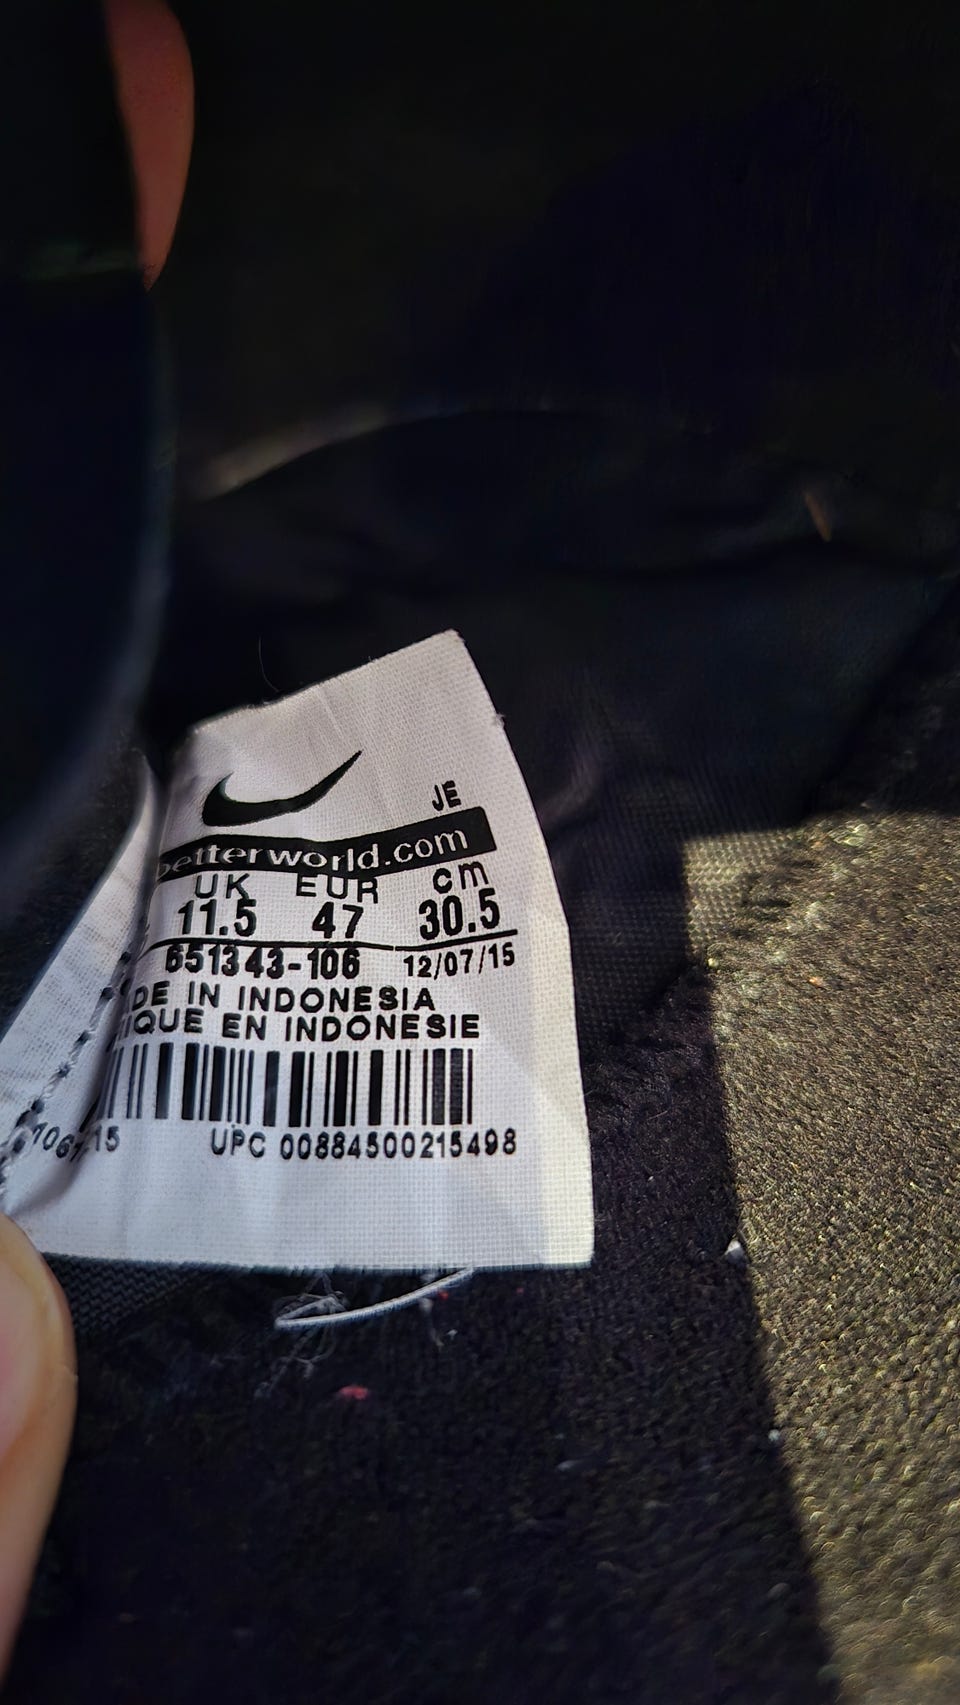 JE
betterworld.com
UK EUR cm
11.5 47 30.5
651343-106 12/07/15
DE IN INDONESIA
IQUE EN INDONESIE
15 UPC 00884500215498